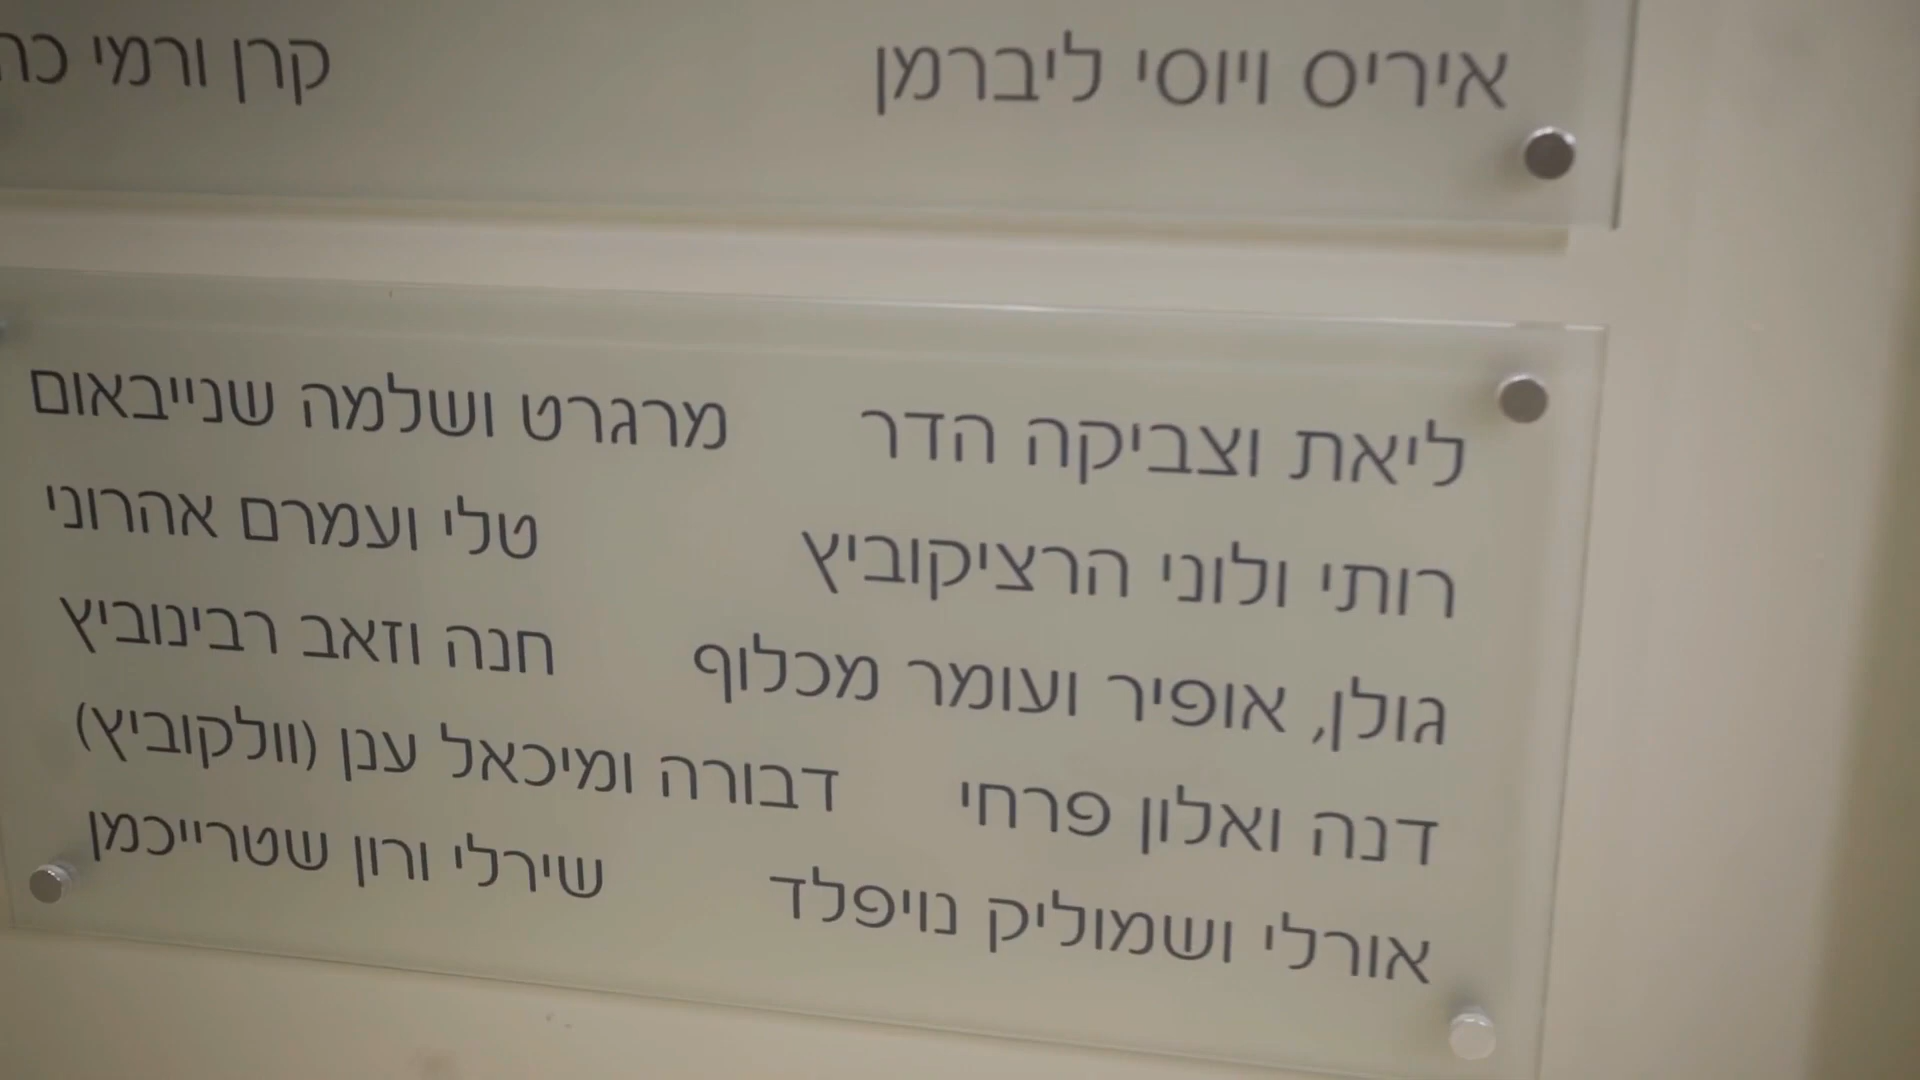 איריס ויוסי ליברמן קרן ורמי
ליאת וצביקה הדר מרגרט ושלמה שנייבאום
רותי ולוני הרציקוביץ טלי ועמרם אהרוני
גולן, אופיר ועומר מכלוף חנה וזאב רבינוביץ
דנה ואלון פרחי דבורה ומיכאל ענן (וולקוביץ)
אורלי ושמוליק נויפלד שירלי ורון שטרייכמן